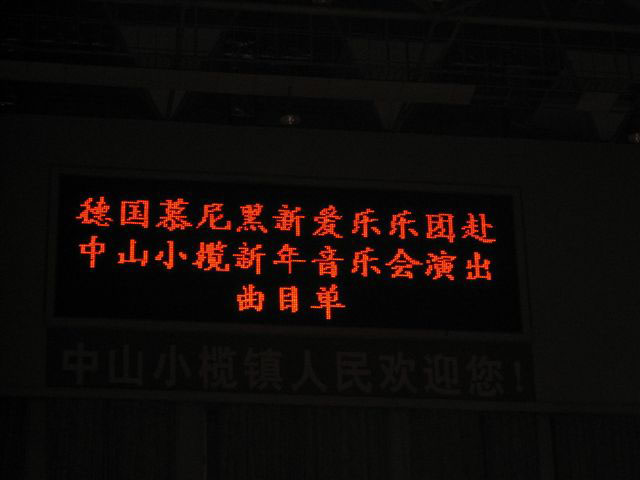 德国慕尼黑新爱乐乐团赴
中山小榄新年音乐会演出
曲目单
中山小榄镇人民欢迎您!